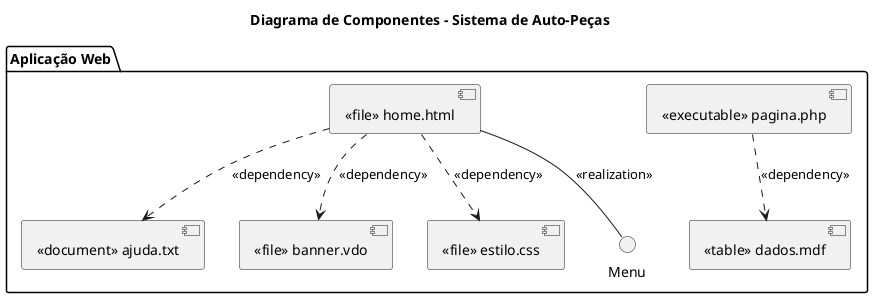 Diagrama de Componentes - Sistema de Auto-Peças
Aplicação Web
«file» home.html
«executable» pagina.php
«dependency»
«dependency»
«dependency»
«realization»
«dependency»
«document» ajuda.txt
«file» banner.vdo
«file» estilo.css
Menu
«table» dados.mdf